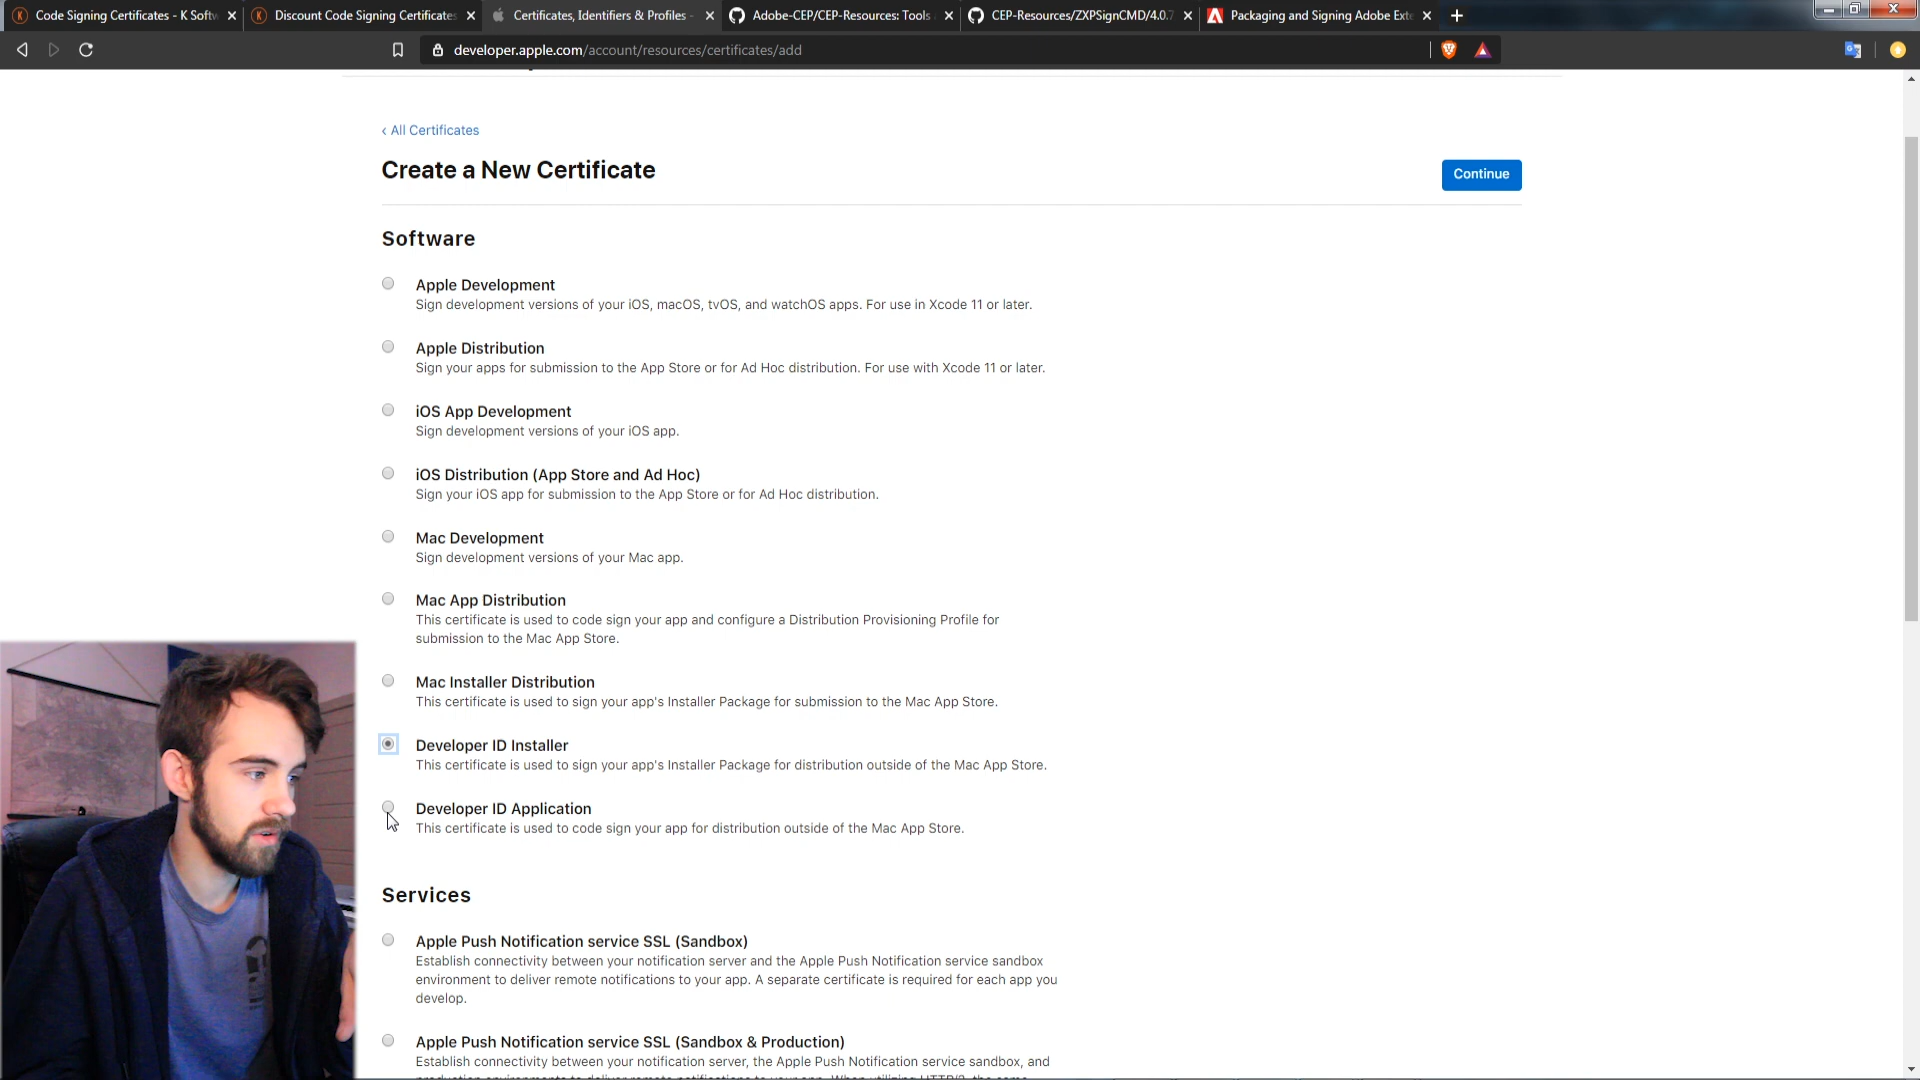 Code Signing Certificates - K Softw
Discount Code Signing Certificates
Certificates, Identifiers & Profiles -
Adobe-CEP/CEP-Resources: Tools
CEP-Resources/ZXPSignCMD/4.0.7
Packaging and Signing Adobe Exte
developer.apple.com/account/resources/certificates/add
‹ All Certificates
Create a New Certificate
Continue
Software
Apple Development
Sign development versions of your iOS, macOS, tvOS, and watchOS apps. For use in Xcode 11 or later.
Apple Distribution
Sign your apps for submission to the App Store or for Ad Hoc distribution. For use with Xcode 11 or later.
iOS App Development
Sign development versions of your iOS app.
iOS Distribution (App Store and Ad Hoc)
Sign your iOS app for submission to the App Store or for Ad Hoc distribution.
Mac Development
Sign development versions of your Mac app.
Mac App Distribution
This certificate is used to code sign your app and configure a Distribution Provisioning Profile for
submission to the Mac App Store.
Mac Installer Distribution
This certificate is used to sign your app's Installer Package for submission to the Mac App Store.
Developer ID Installer
This certificate is used to sign your app's Installer Package for distribution outside of the Mac App Store.
Developer ID Application
This certificate is used to code sign your app for distribution outside of the Mac App Store.
Services
Apple Push Notification service SSL (Sandbox)
Establish connectivity between your notification server and the Apple Push Notification service sandbox
environment to deliver remote notifications to your app. A separate certificate is required for each app you
develop.
Apple Push Notification service SSL (Sandbox & Production)
Establish connectivity between your notification server, the Apple Push Notification service sandbox, and